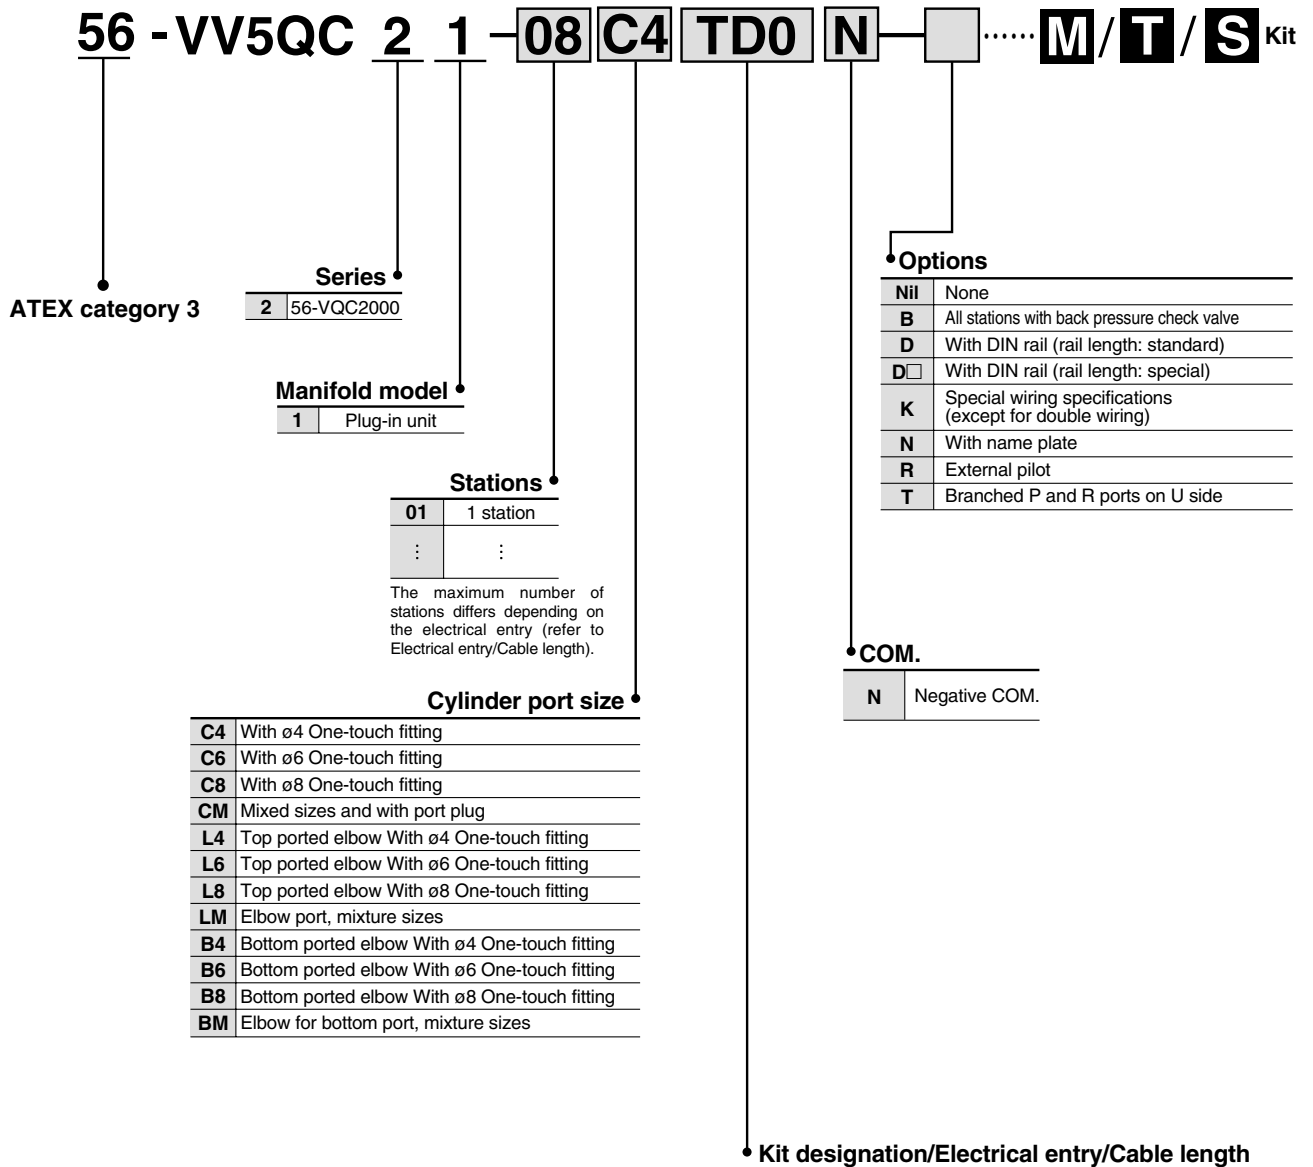 56 - VV5QC 2 1 - 08 C4 TD0 N - □ ······ M / T / S Kit
ATEX category 3
Series
2 56-VQC2000
Manifold model
1 Plug-in unit
Stations
01 1 station
⋮ ⋮
The maximum number of
stations differs depending on
the electrical entry (refer to
Electrical entry/Cable length).
Cylinder port size
C4 With ø4 One-touch fitting
C6 With ø6 One-touch fitting
C8 With ø8 One-touch fitting
CM Mixed sizes and with port plug
L4 Top ported elbow With ø4 One-touch fitting
L6 Top ported elbow With ø6 One-touch fitting
L8 Top ported elbow With ø8 One-touch fitting
LM Elbow port, mixture sizes
B4 Bottom ported elbow With ø4 One-touch fitting
B6 Bottom ported elbow With ø6 One-touch fitting
B8 Bottom ported elbow With ø8 One-touch fitting
BM Elbow for bottom port, mixture sizes
Options
Nil None
B All stations with back pressure check valve
D With DIN rail (rail length: standard)
D□ With DIN rail (rail length: special)
K Special wiring specifications
(except for double wiring)
N With name plate
R External pilot
T Branched P and R ports on U side
COM.
N Negative COM.
Kit designation/Electrical entry/Cable length